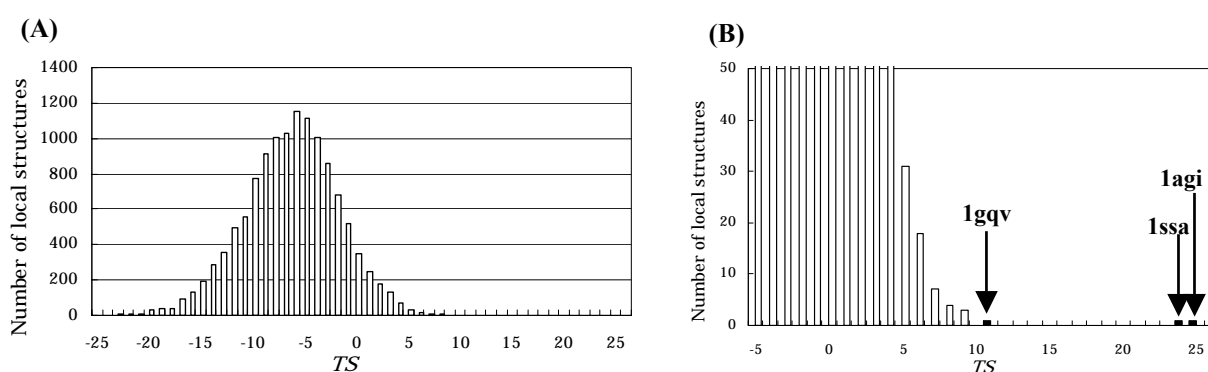 (A)
Number of local structures
1400
1200
1000
800
600
400
200
0
-25 -20 -15 -10 -5 0 5 10 15 20 25
TS
(B)
Number of local structures
50
40
30
20
10
0
1gqv
1ssa
1agi
-5 0 5 10 15 20 25
TS